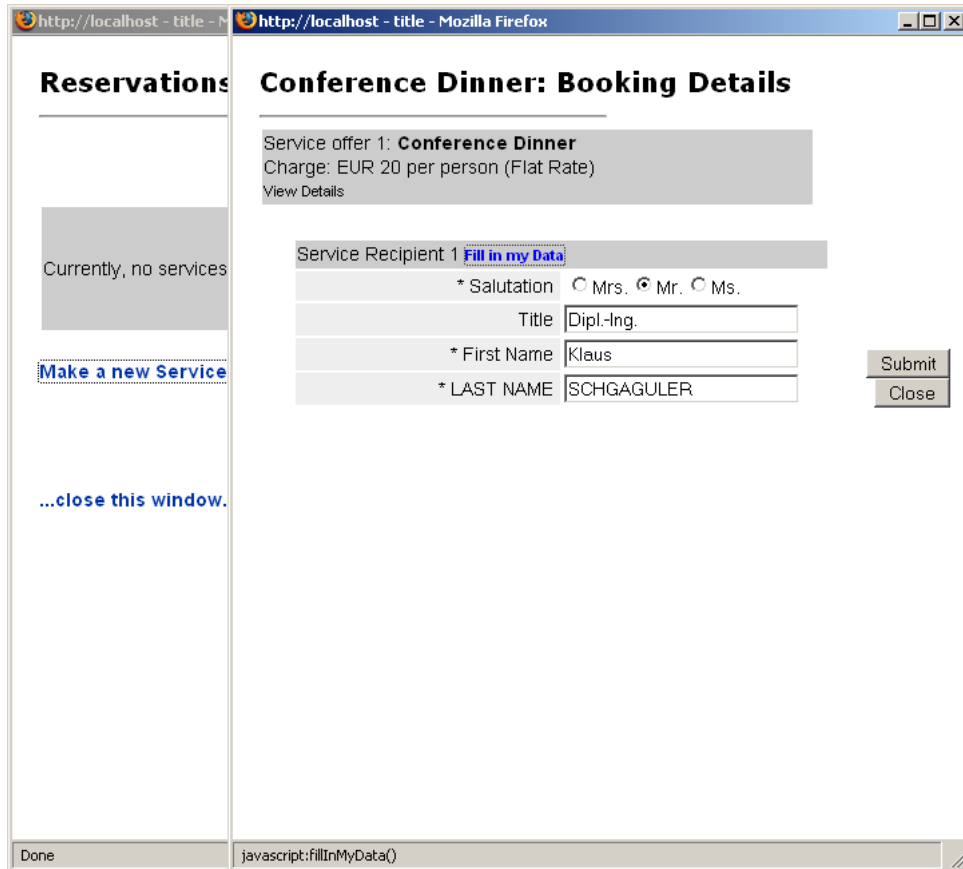 http://localhost - title - M
Reservations
Currently, no services
Make a new Service
...close this window.
Done
http://localhost - title - Mozilla Firefox
Conference Dinner: Booking Details
Service offer 1: Conference Dinner
Charge: EUR 20 per person (Flat Rate)
View Details
Service Recipient 1 Fill in my Data
* Salutation Mrs. Mr. Ms.
Title Dipl.-Ing.
* First Name Klaus
* LAST NAME SCHGAGULER
Submit
Close
javascript:fillInMyData()